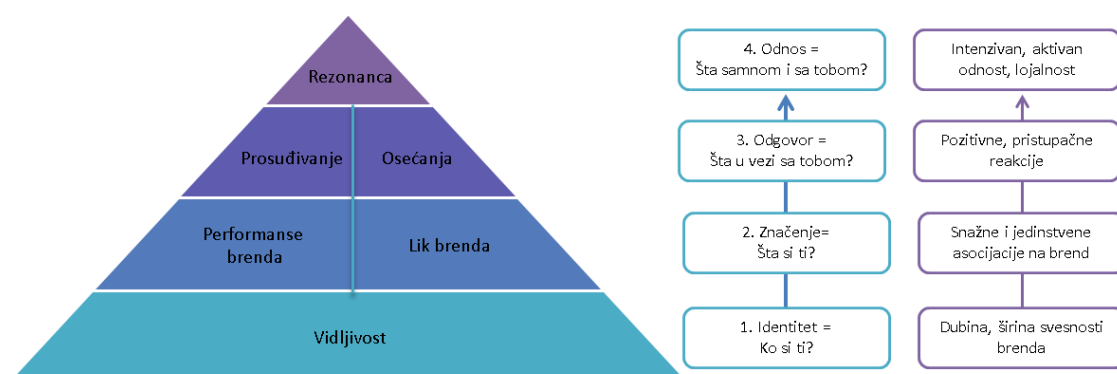 Rezonanca
Prosuđivanje
Osećanja
Performanse
brenda
Lik brenda
Vidljivost
4. Odnos =
Šta samnom i sa tobom?
3. Odgovor =
Šta u vezi sa tobom?
2. Značenje=
Šta si ti?
1. Identitet =
Ko si ti?
Intenzivan, aktivan
odnost, lojalnost
Pozitivne, pristupačne
reakcije
Snažne i jedinstvene
asocijacije na brend
Dubina, širina svesnosti
brenda